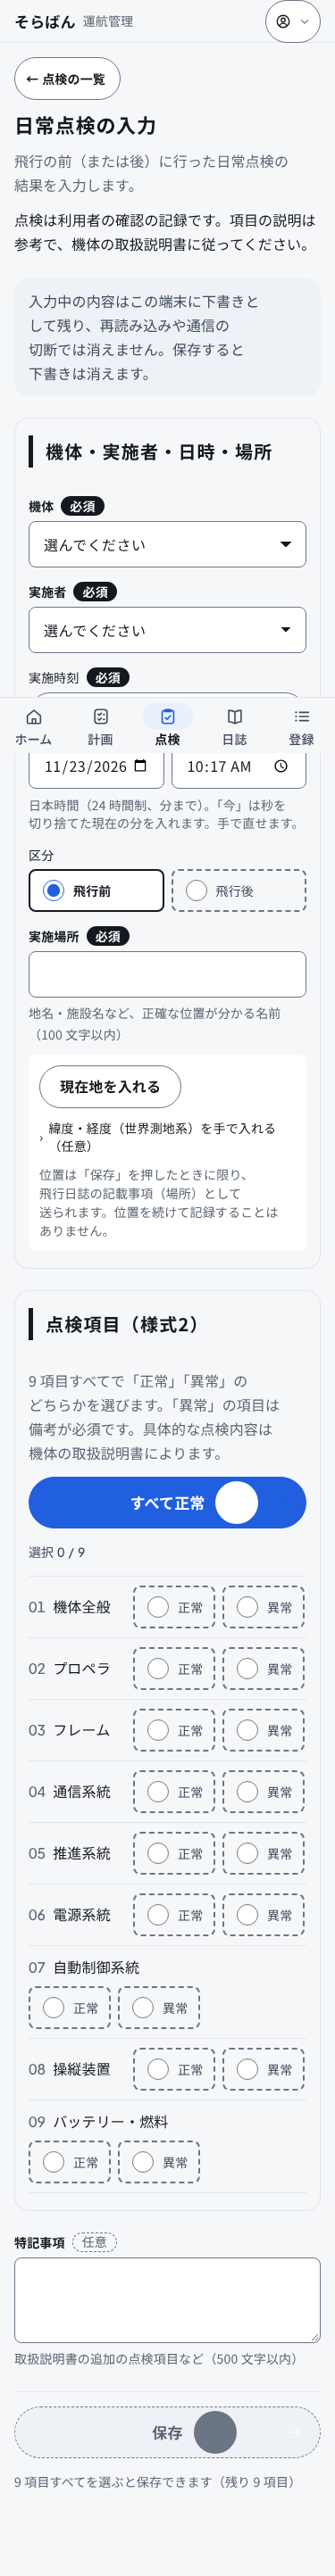 そろばん 運航管理
← 点検の一覧
日常点検の入力
飛行の前（または後）に行った日常点検の
結果を入力します。
点検は利用者の確認の記録です。項目の説明は
参考で、機体の取扱説明書に従ってください。
入力中の内容はこの端末に下書きと
して残り、再読み込みや通信の
切断では消えません。保存すると
下書きは消えます。
機体・実施者・日時・場所
機体 必須
選んでください
実施者 必須
選んでください
実施時刻 必須
ホーム 計画 点検 日誌 登録
11/23/2026 10:17 AM
日本時間（24 時間制、分まで）。「今」は秒を
切り捨てた現在の分を入れます。手で直せます。
区分
飛行前 飛行後
実施場所 必須
地名・施設名など、正確な位置が分かる名前
（100 文字以内）
現在地を入れる
› 緯度・経度（世界測地系）を手で入れる
（任意）
位置は「保存」を押したときに限り、
飛行日誌の記載事項（場所）として
送られます。位置を続けて記録することは
ありません。
点検項目（様式2）
9 項目すべてで「正常」「異常」の
どちらかを選びます。「異常」の項目は
備考が必須です。具体的な点検内容は
機体の取扱説明書によります。
すべて正常
選択 0 / 9
01 機体全般 正常 異常
02 プロペラ 正常 異常
03 フレーム 正常 異常
04 通信系統 正常 異常
05 推進系統 正常 異常
06 電源系統 正常 異常
07 自動制御系統
正常 異常
08 操縦装置 正常 異常
09 バッテリー・燃料
正常 異常
特記事項 任意
取扱説明書の追加の点検項目など（500 文字以内）
保存
9 項目すべてを選ぶと保存できます（残り 9 項目）